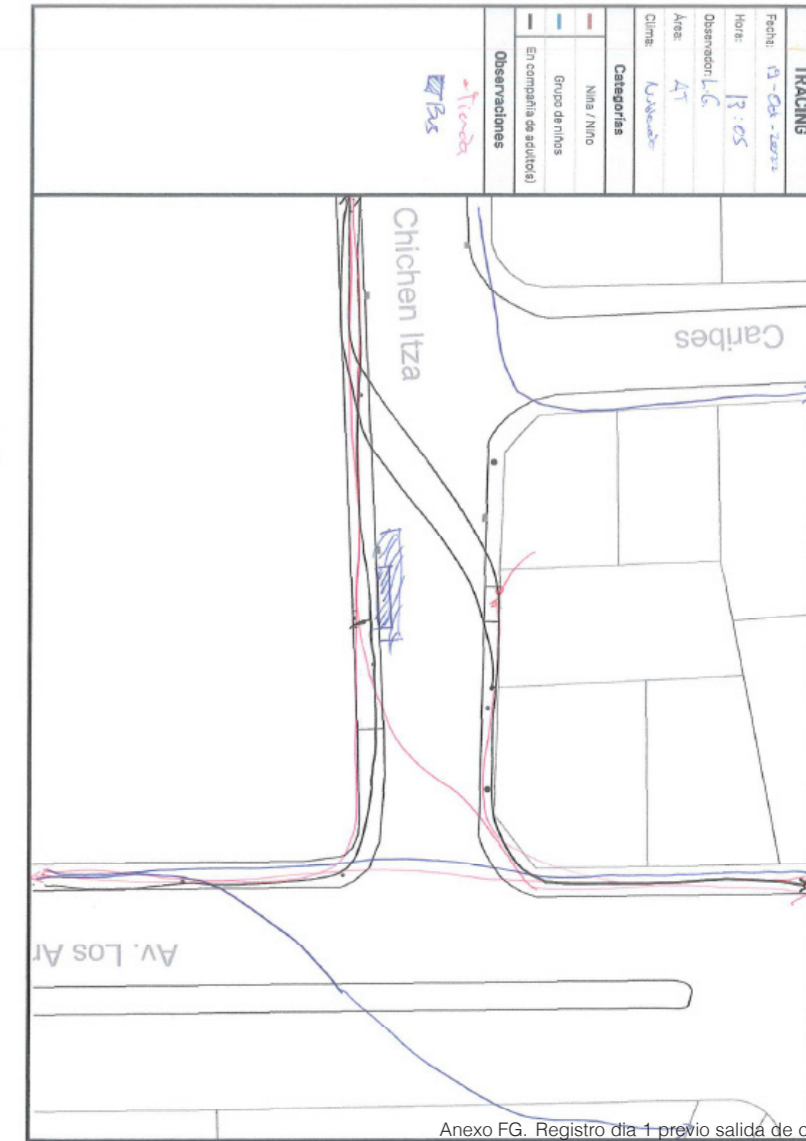 TRACING
Fecha: 19 - Oct - 2022
Hora: 13:05
Observador: L.G.
Área: A1
Clima: Nublado
Categorías
Niña / Niño
Grupo de niños
En compañía de adulto(s)
Observaciones
Tienda
Bus
Chichen Itza
Caribes
Av. Los Ar
Anexo FG. Registro dia 1 previo salida de c